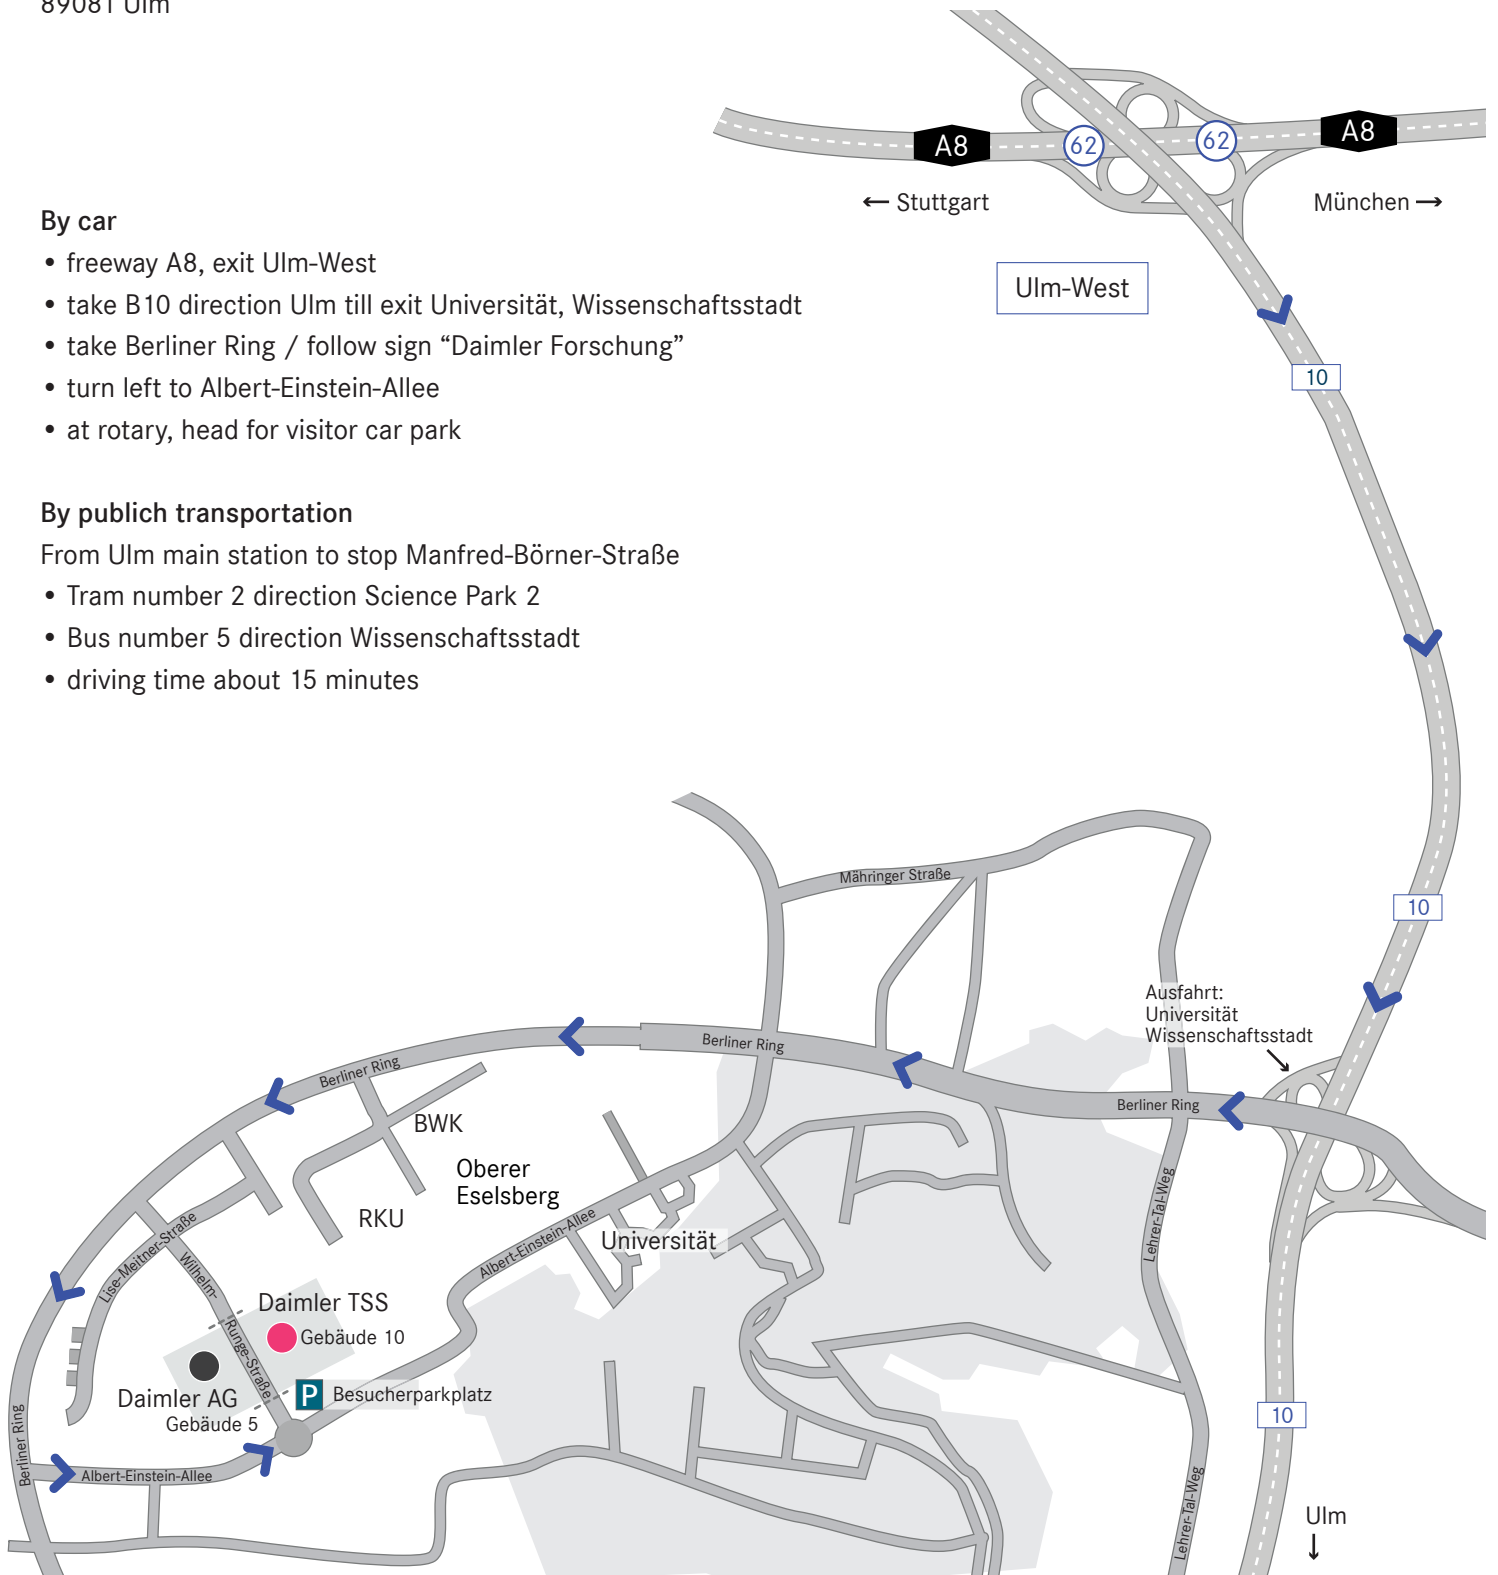 89081 Ulm
A8
62
62
A8
← Stuttgart
München →
Ulm-West
By car
• freeway A8, exit Ulm-West
• take B10 direction Ulm till exit Universität, Wissenschaftsstadt
• take Berliner Ring / follow sign “Daimler Forschung”
• turn left to Albert-Einstein-Allee
• at rotary, head for visitor car park
10
By publich transportation
From Ulm main station to stop Manfred-Börner-Straße
• Tram number 2 direction Science Park 2
• Bus number 5 direction Wissenschaftsstadt
• driving time about 15 minutes
Mähringer Straße
10
Ausfahrt:
Universität
Wissenschaftsstadt
Berliner Ring
Berliner Ring
Berliner Ring
BWK
Oberer
Eselsberg
RKU
Universität
Albert-Einstein-Allee
Lehrer-Tal-Weg
Lise-Meitner-Straße
Wilhelm-
Runge-Straße
Daimler TSS
Gebäude 10
Daimler AG
Gebäude 5
P
Besucherparkplatz
Berliner Ring
Albert-Einstein-Allee
10
Lehrer-Tal-Weg
Ulm
↓